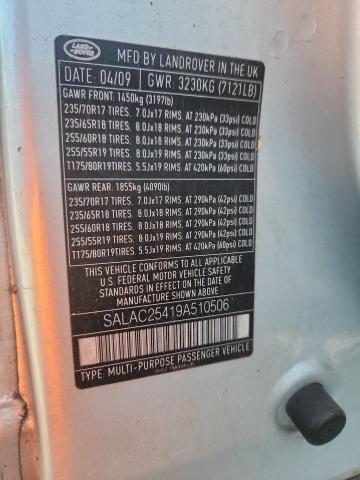 LAND
ROVER
MFD BY LANDROVER IN THE UK
DATE: 04/09 GWR: 3230KG (7121LB)
GAWR FRONT: 1450kg (3197lb)
235/70R17 TIRES, 7.0Jx17 RIMS, AT 230kPa (33psi) COLD
235/65R18 TIRES, 8.0Jx18 RIMS, AT 230kPa (33psi) COLD
255/60R18 TIRES, 8.0Jx18 RIMS, AT 230kPa (33psi) COLD
255/55R19 TIRES, 8.0Jx19 RIMS, AT 230kPa (33psi) COLD
T175/80R19TIRES, 5.5Jx19 RIMS, AT 420kPa (60psi) COLD
GAWR REAR: 1855kg (4090lb)
235/70R17 TIRES, 7.0Jx17 RIMS, AT 290kPa (42psi) COLD
235/65R18 TIRES, 8.0Jx18 RIMS, AT 290kPa (42psi) COLD
255/60R18 TIRES, 8.0Jx18 RIMS, AT 290kPa (42psi) COLD
255/55R19 TIRES, 8.0Jx19 RIMS, AT 290kPa (42psi) COLD
T175/80R19TIRES, 5.5Jx19 RIMS, AT 420kPa (60psi) COLD
THIS VEHICLE CONFORMS TO ALL APPLICABLE
U.S. FEDERAL MOTOR VEHICLE SAFETY
STANDARDS IN EFFECT ON THE DATE OF
MANUFACTURE SHOWN ABOVE
SALAC25419A510506
TYPE: MULTI-PURPOSE PASSENGER VEHICLE